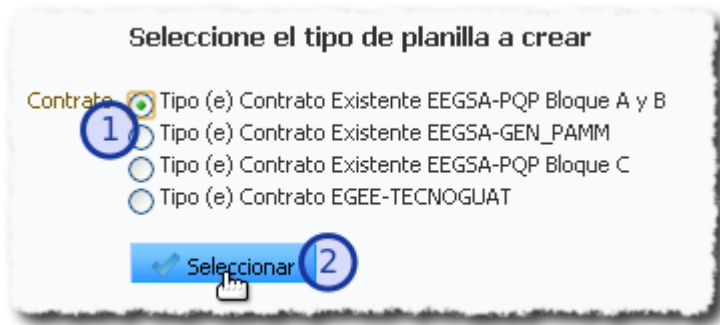 Seleccione el tipo de planilla a crear
Contrato Tipo (e) Contrato Existente EEGSA-PQP Bloque A y B
1 Tipo (e) Contrato Existente EEGSA-GEN_PAMM
Tipo (e) Contrato Existente EEGSA-PQP Bloque C
Tipo (e) Contrato EGEE-TECNOGUAT
Seleccionar 2